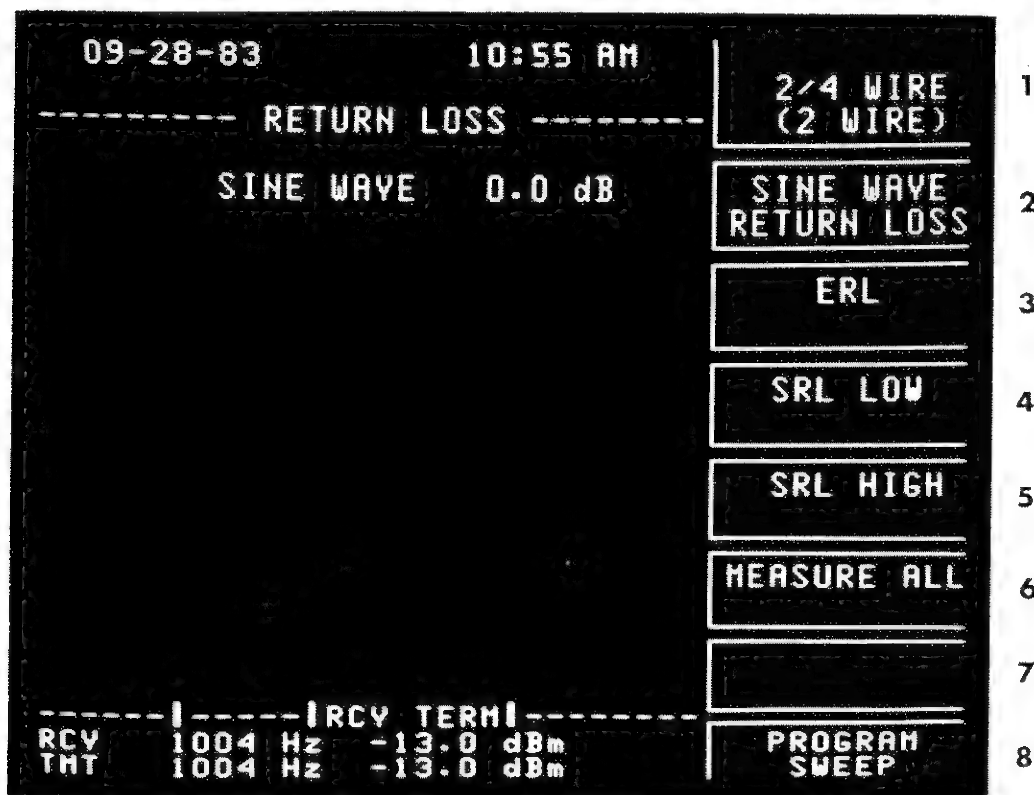 09-28-83 10:55 AM
---------- RETURN LOSS --------
SINE WAVE 0.0 dB
------|-----|RCV TERM|--------
RCV 1004 Hz -13.0 dBm
TMT 1004 Hz -13.0 dBm
2/4 WIRE
(2 WIRE)
1
SINE WAVE
RETURN LOSS
2
ERL
3
SRL LOW
4
SRL HIGH
5
MEASURE ALL
6
7
PROGRAM
SWEEP
8